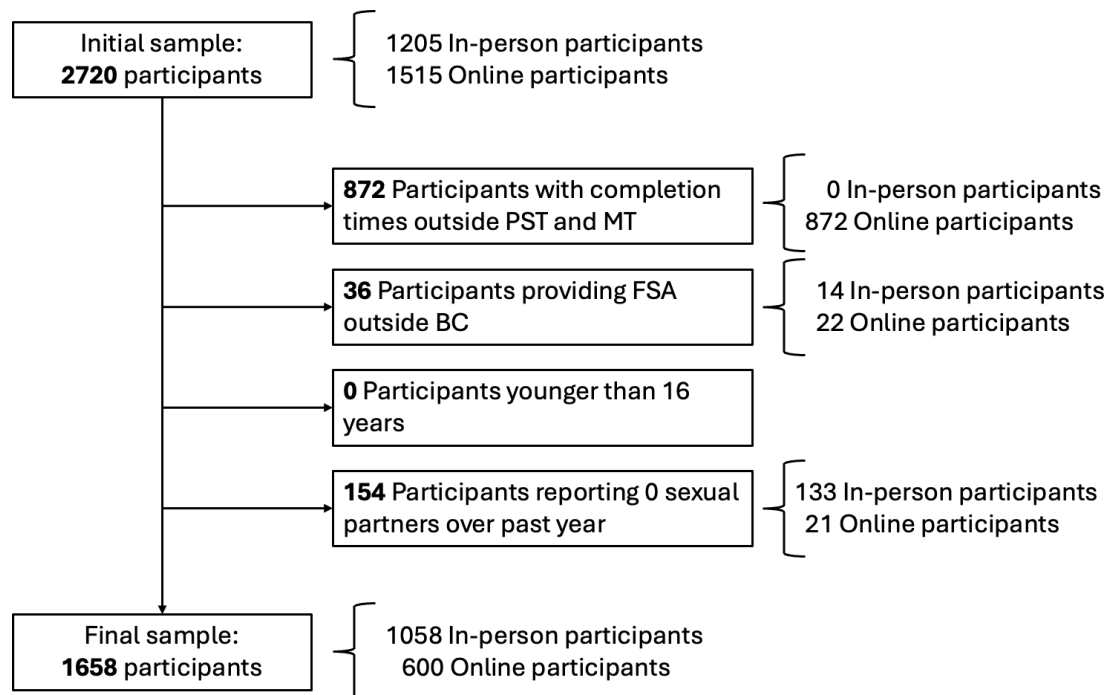 Initial sample:
2720 participants
1205 In-person participants
1515 Online participants
872 Participants with completion
times outside PST and MT
0 In-person participants
872 Online participants
36 Participants providing FSA
outside BC
14 In-person participants
22 Online participants
0 Participants younger than 16
years
154 Participants reporting 0 sexual
partners over past year
133 In-person participants
21 Online participants
Final sample:
1658 participants
1058 In-person participants
600 Online participants